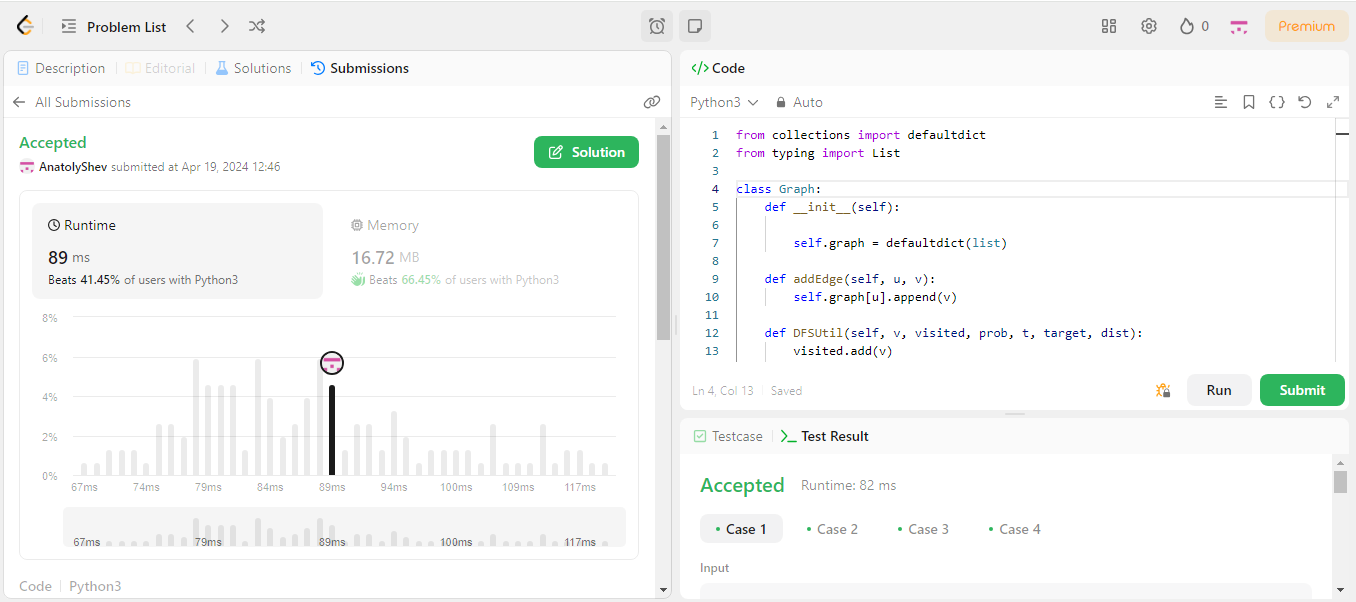 Problem List
0
Premium
Description
Editorial
Solutions
Submissions
All Submissions
Accepted
AnatolyShev submitted at Apr 19, 2024 12:46
Solution
Runtime
89 ms
Beats 41.45% of users with Python3
Memory
16.72 MB
Beats 66.45% of users with Python3
8%
6%
4%
2%
0%
67ms 74ms 79ms 84ms 89ms 94ms 100ms 109ms 117ms
67ms 79ms 89ms 100ms 117ms
Code
Python3
</> Code
Python3
Auto
1 from collections import defaultdict
2 from typing import List
3
4 class Graph:
5 def __init__(self):
6
7 self.graph = defaultdict(list)
8
9 def addEdge(self, u, v):
10 self.graph[u].append(v)
11
12 def DFSUtil(self, v, visited, prob, t, target, dist):
13 visited.add(v)
Ln 4, Col 13
Saved
Run
Submit
Testcase
Test Result
Accepted
Runtime: 82 ms
• Case 1
• Case 2
• Case 3
• Case 4
Input